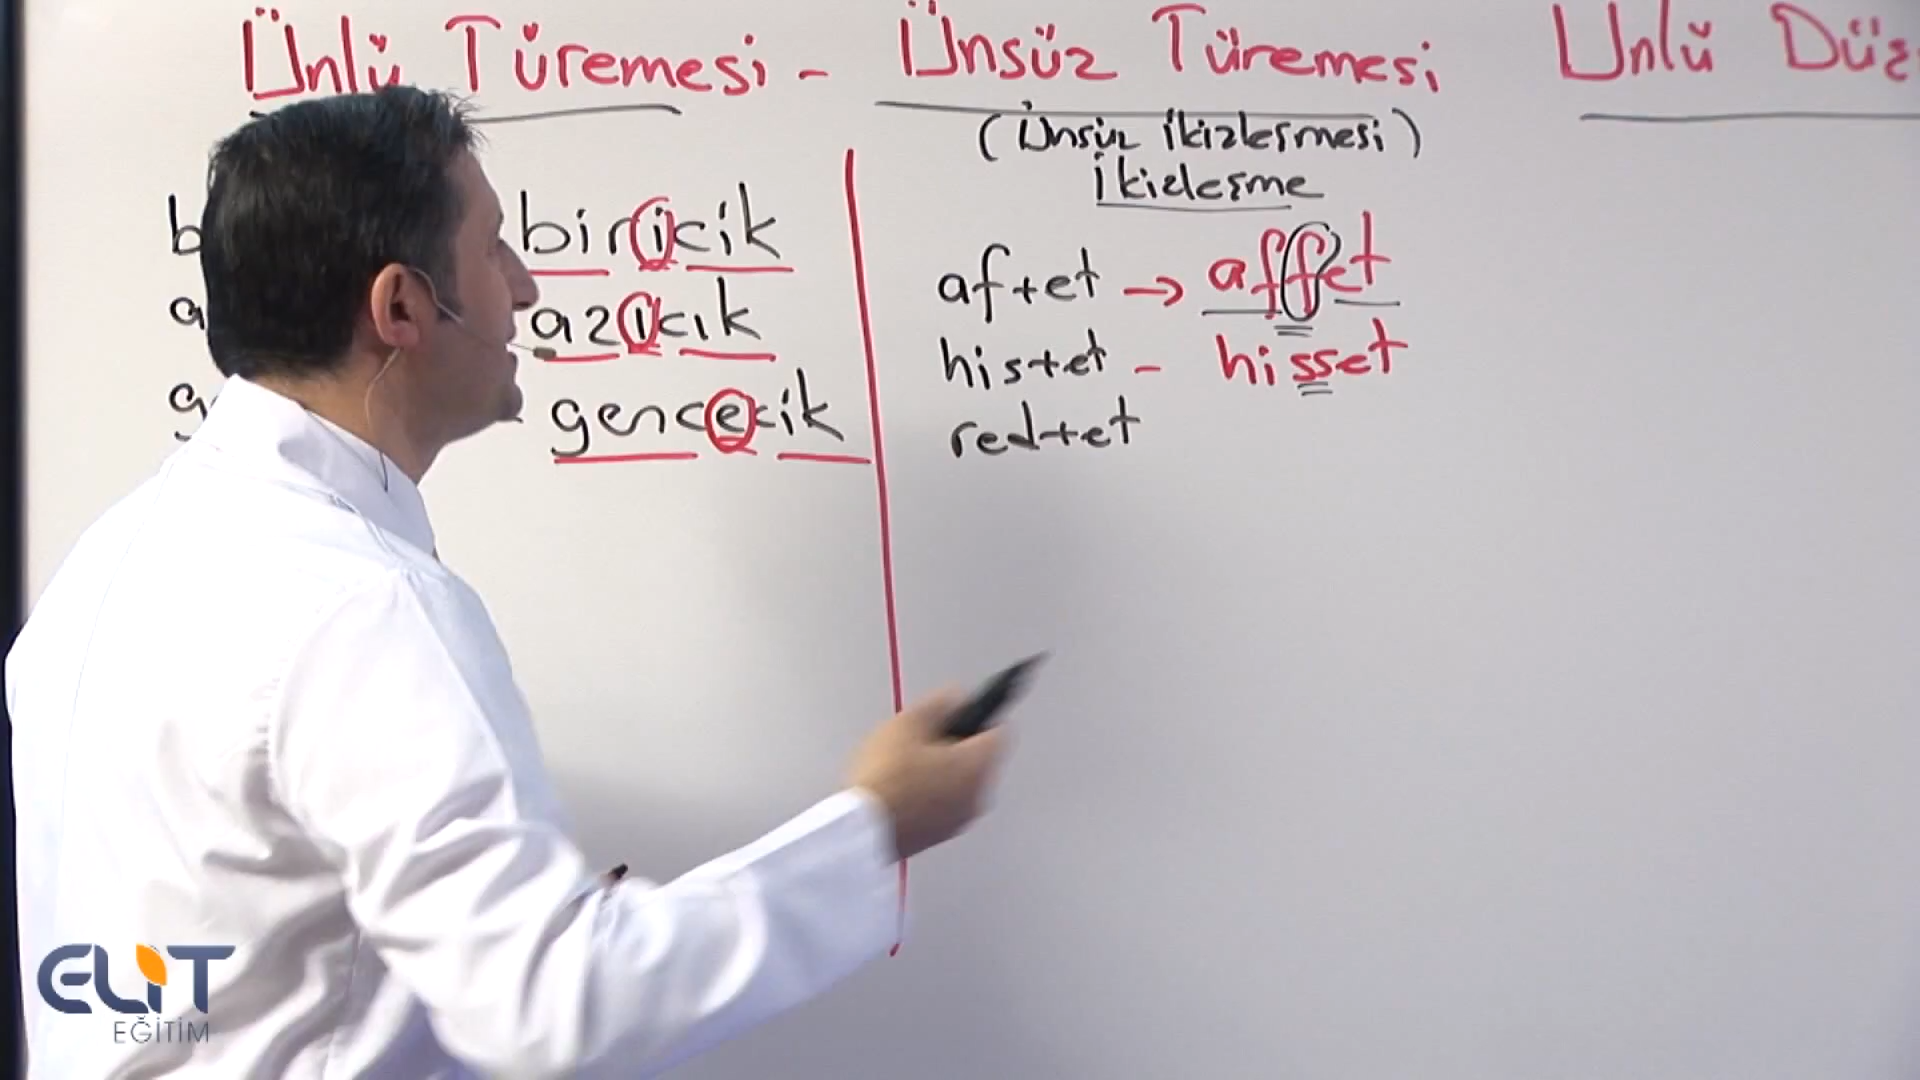 Ünlü Türemesi - Ünsüz Türemesi Ünlü
(Ünsüz İkizleşmesi)
İkizleşme
biricik
azıcık
gencecik
af+et → affet
his+et - hisset
red+et
ELİT
EĞİTİM